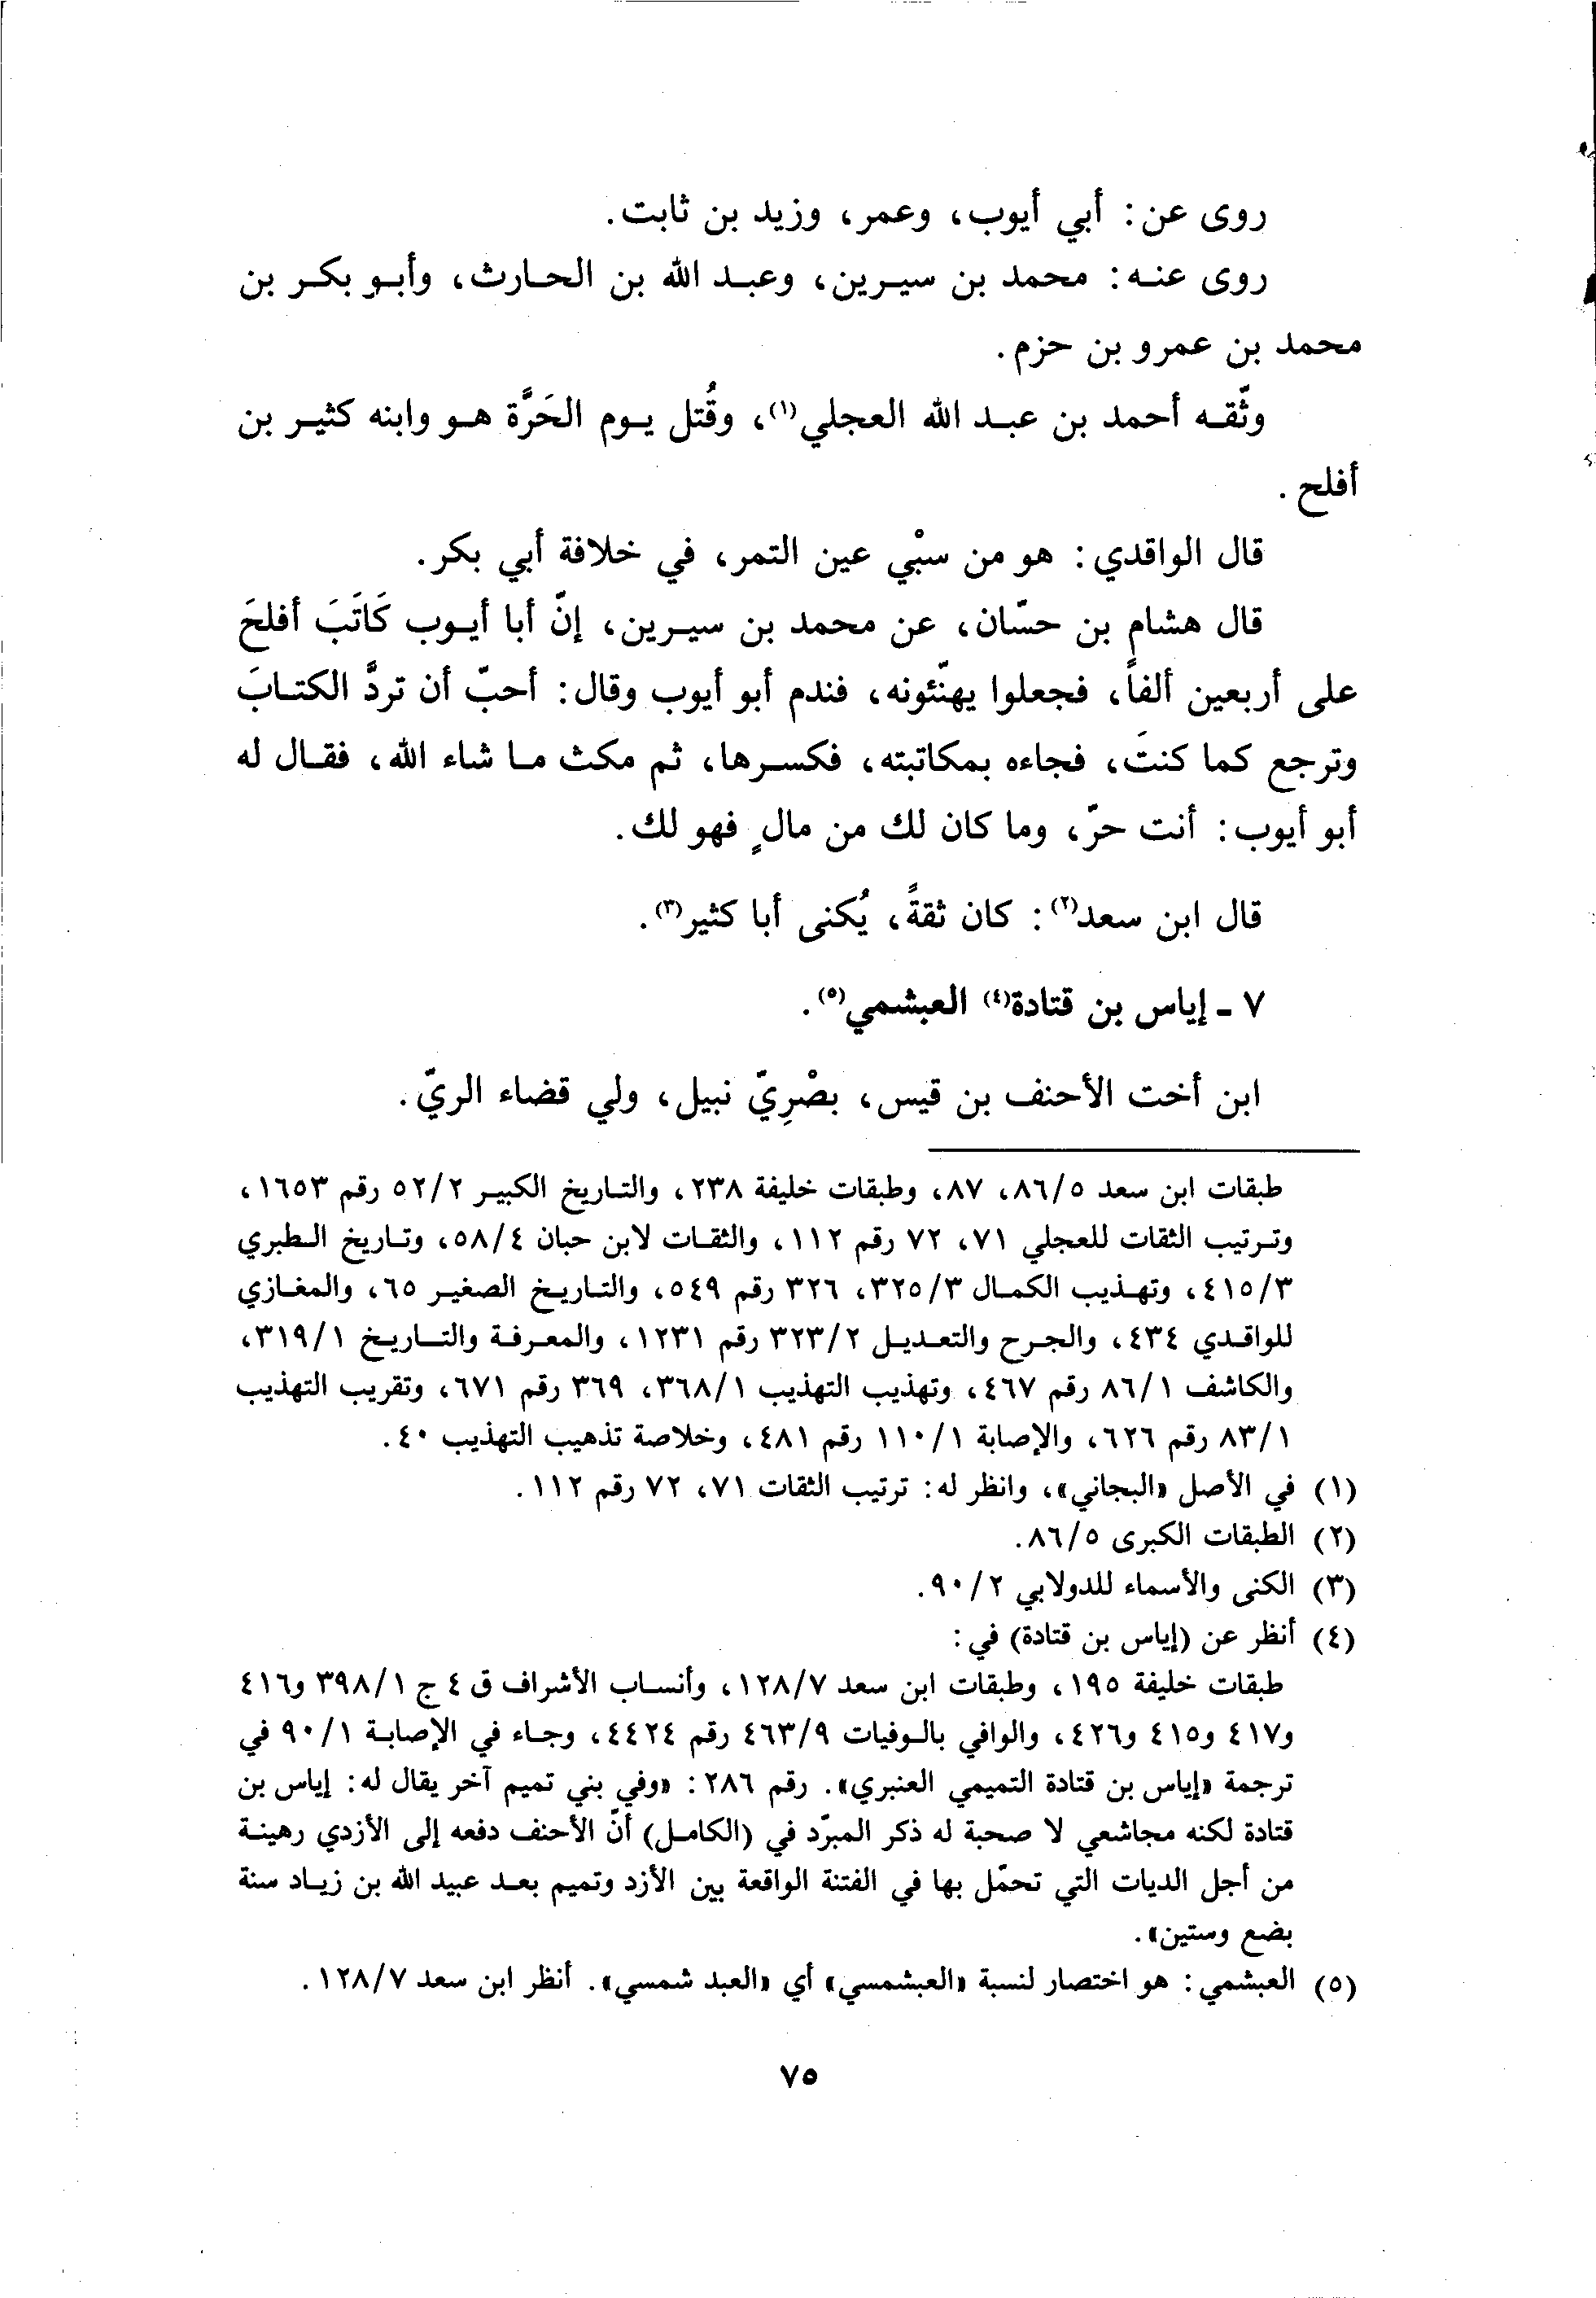 روى عن: أبي أيوب، وعمر، وزيد بن ثابت.
روى عنه: محمد بن سيرين، وعبد الله بن الحارث، وأبو بكر بن
محمد بن عمرو بن حزم.
وثّقه أحمد بن عبد الله العجلي(١)، وقُتل يوم الحَرَّة هو وابنه كثير بن
أفلح.
قال الواقدي: هو من سبْي عين التمر، في خلافة أبي بكر.
قال هشام بن حسّان، عن محمد بن سيرين، إنّ أبا أيوب كَاتَبَ أفلحَ
على أربعين ألفاً، فجعلوا يهنّئونه، فندم أبو أيوب وقال: أحبّ أن تردَّ الكتابَ
وترجع كما كنتَ، فجاءه بمكاتبته، فكسرها، ثم مكث ما شاء الله، فقال له
أبو أيوب: أنت حرّ، وما كان لك من مالٍ فهو لك.
قال ابن سعد(٢): كان ثقةً، يُكنى أبا كثير(٣).
٧ - إياس بن قتادة(٤) العبشمي(٥).
ابن أخت الأحنف بن قيس، بصْرِيّ نبيل، ولي قضاء الريّ.
طبقات ابن سعد ٨٦/٥، ٨٧، وطبقات خليفة ٢٣٨، والتاريخ الكبير ٥٢/٢ رقم ١٦٥٣،
وترتيب الثقات للعجلي ٧١، ٧٢ رقم ١١٢، والثقات لابن حبان ٥٨/٤، وتاريخ الطبري
٤١٥/٣، وتهذيب الكمال ٣٢٥/٣، ٣٢٦ رقم ٥٤٩، والتاريخ الصغير ٦٥، والمغازي
للواقدي ٤٣٤، والجرح والتعديل ٣٢٣/٢ رقم ١٢٣١، والمعرفة والتاريخ ٣١٩/١،
والكاشف ٨٦/١ رقم ٤٦٧، وتهذيب التهذيب ٣٦٨/١، ٣٦٩ رقم ٦٧١، وتقريب التهذيب
٨٣/١ رقم ٦٢٦، والإصابة ١١٠/١ رقم ٤٨١، وخلاصة تذهيب التهذيب ٤٠.
(١) في الأصل «البجاني»، وانظر له: ترتيب الثقات ٧١، ٧٢ رقم ١١٢.
(٢) الطبقات الكبرى ٨٦/٥.
(٣) الكنى والأسماء للدولابي ٩٠/٢.
(٤) أنظر عن (إياس بن قتادة) في:
طبقات خليفة ١٩٥، وطبقات ابن سعد ١٢٨/٧، وأنساب الأشراف ق ٤ ج ٣٩٨/١ و٤١٦
و٤١٧ و٤١٥ و٤٢٦، والوافي بالوفيات ٤٦٣/٩ رقم ٤٤٢٤، وجاء في الإصابة ٩٠/١ في
ترجمة «إياس بن قتادة التميمي العنبري». رقم ٢٨٦: «وفي بني تميم آخر يقال له: إياس بن
قتادة لكنه مجاشعي لا صحبة له ذكر المبرّد في (الكامل) أنّ الأحنف دفعه إلى الأزدي رهينة
من أجل الديات التي تحمّل بها في الفتنة الواقعة بين الأزد وتميم بعد عبيد الله بن زياد سنة
بضع وستين».
(٥) العبشمي: هو اختصار لنسبة «العبشمسي» أي «العبد شمسي». أنظر ابن سعد ١٢٨/٧.
٧٥